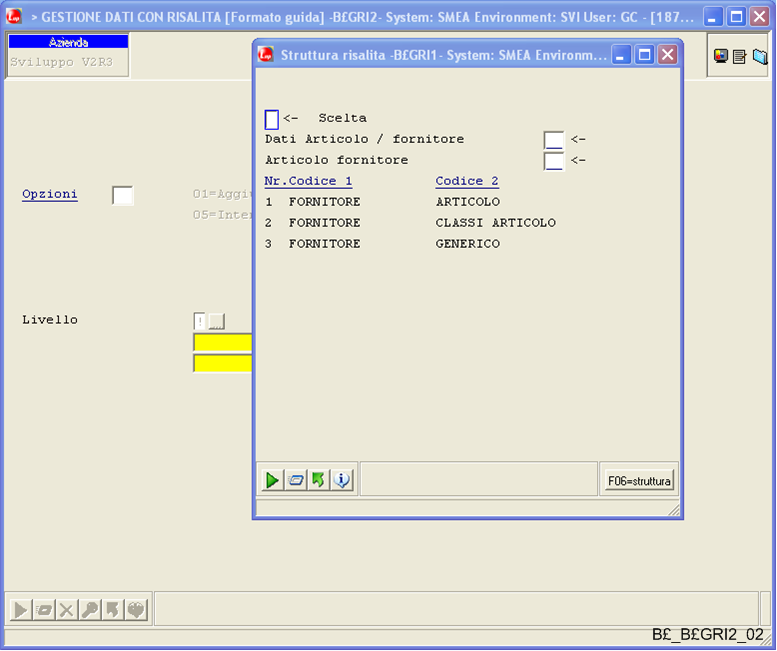 > GESTIONE DATI CON RISALITA [Formato guida] -B£GRI2- System: SMEA Environment: SVI User: GC - [187...
Azienda
Sviluppo V2R3
Struttura risalita -B£GRI1- System: SMEA Environm...
<- Scelta
Dati Articolo / fornitore <-
Articolo fornitore <-
Nr.Codice 1 Codice 2
1 FORNITORE ARTICOLO
2 FORNITORE CLASSI ARTICOLO
3 FORNITORE GENERICO
Opzioni
01=Aggiu
05=Inter
Livello
! ...
F06=struttura
B£_B£GRI2_02